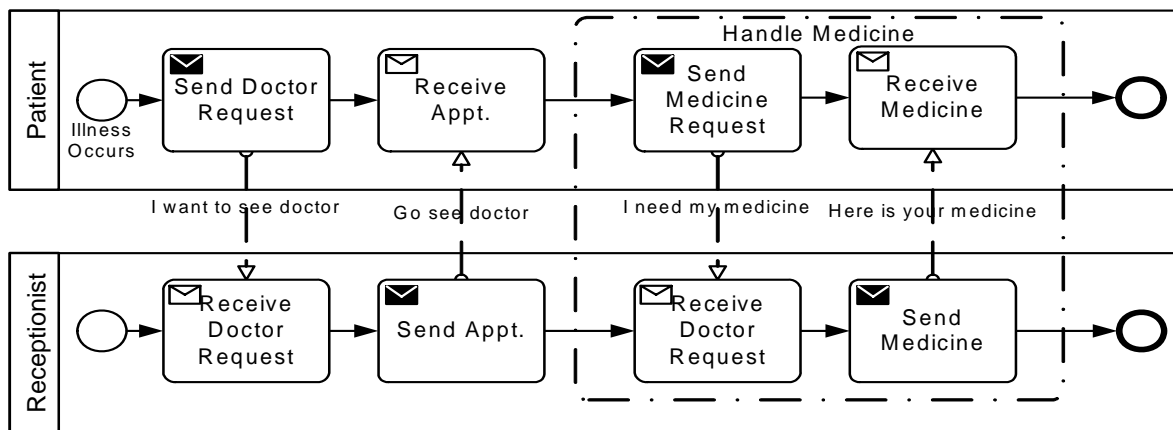 Patient
Handle Medicine
Illness
Occurs
Send Doctor
Request
Receive
Appt.
Send
Medicine
Request
Receive
Medicine
I want to see doctor
Go see doctor
I need my medicine
Here is your medicine
Receptionist
Receive
Doctor
Request
Send Appt.
Receive
Doctor
Request
Send
Medicine